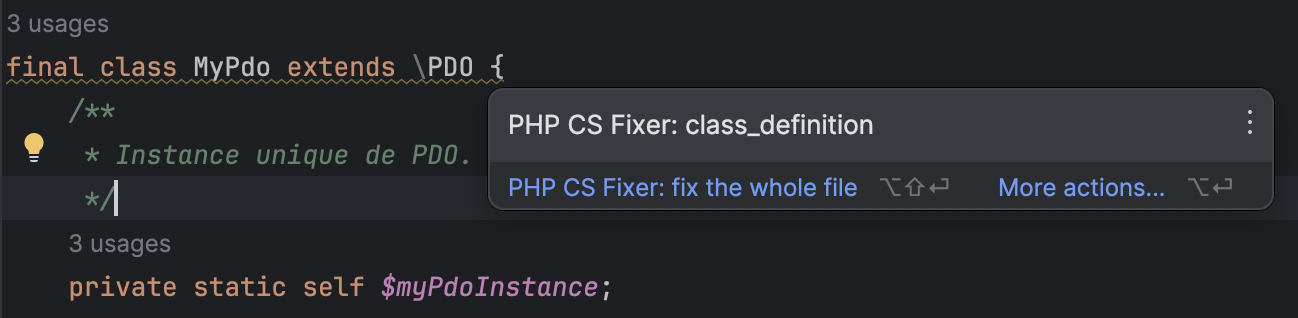 3 usages
final class MyPdo extends \PDO {
/**
PHP CS Fixer: class_definition
* Instance unique de PDO.
PHP CS Fixer: fix the whole file ⌥⇧⏎ More actions... ⌥⏎
*/
3 usages
private static self $myPdoInstance;